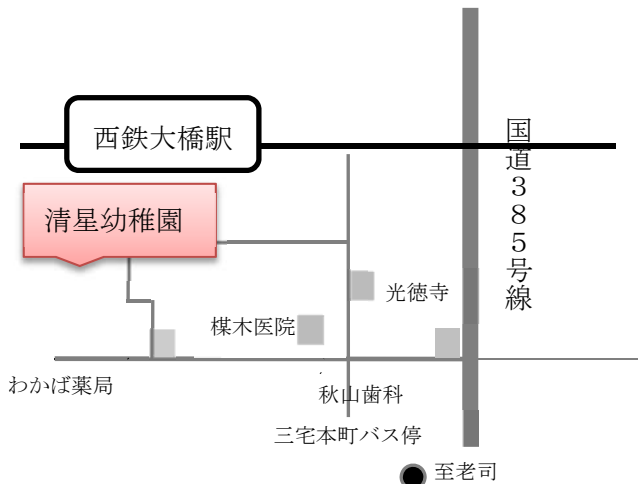 西鉄大橋駅
国道３８５号線
清星幼稚園
光徳寺
楳木医院
わかば薬局
秋山歯科
三宅本町バス停
至老司